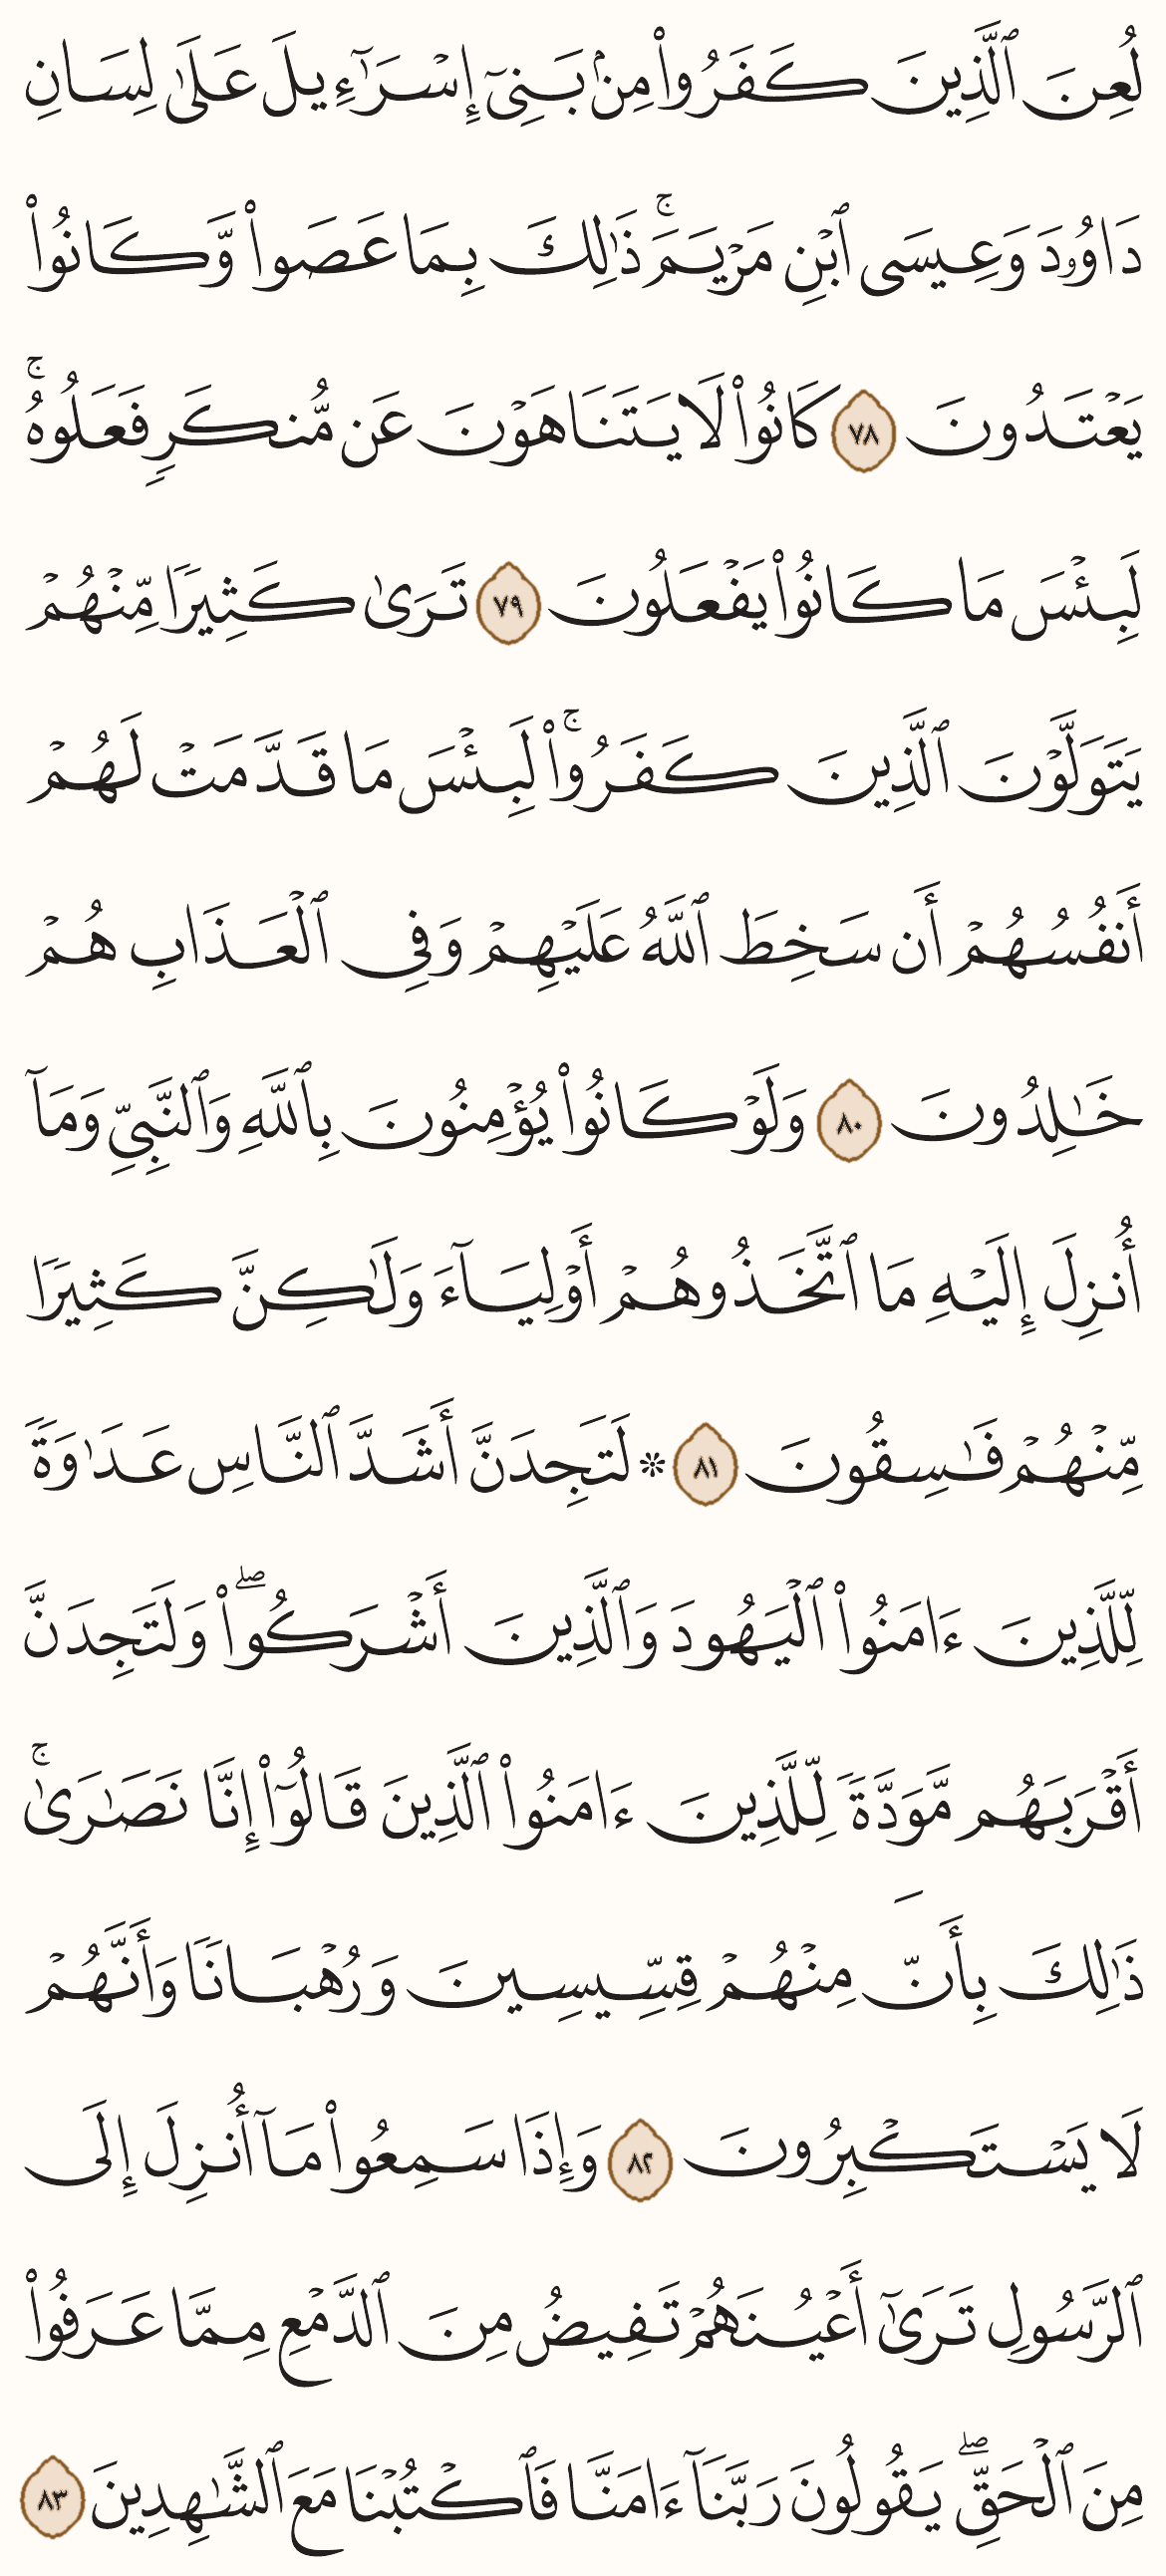 لُعِنَ ٱلَّذِينَ كَفَرُوا۟ مِنۢ بَنِىٓ إِسْرَٰٓءِيلَ عَلَىٰ لِسَانِ
دَاوُۥدَ وَعِيسَى ٱبْنِ مَرْيَمَ ۚ ذَٰلِكَ بِمَا عَصَوا۟ وَّكَانُوا۟
يَعْتَدُونَ ٧٨ كَانُوا۟ لَا يَتَنَاهَوْنَ عَن مُّنكَرٍ فَعَلُوهُ ۚ
لَبِئْسَ مَا كَانُوا۟ يَفْعَلُونَ ٧٩ تَرَىٰ كَثِيرًا مِّنْهُمْ
يَتَوَلَّوْنَ ٱلَّذِينَ كَفَرُوا۟ ۚ لَبِئْسَ مَا قَدَّمَتْ لَهُمْ
أَنفُسُهُمْ أَن سَخِطَ ٱللَّهُ عَلَيْهِمْ وَفِى ٱلْعَذَابِ هُمْ
خَـٰلِدُونَ ٨٠ وَلَوْ كَانُوا۟ يُؤْمِنُونَ بِٱللَّهِ وَٱلنَّبِىِّ وَمَآ
أُنزِلَ إِلَيْهِ مَا ٱتَّخَذُوهُمْ أَوْلِيَآءَ وَلَـٰكِنَّ كَثِيرًا
مِّنْهُمْ فَـٰسِقُونَ ٨١ ۞ لَتَجِدَنَّ أَشَدَّ ٱلنَّاسِ عَدَٰوَةً
لِّلَّذِينَ ءَامَنُوا۟ ٱلْيَهُودَ وَٱلَّذِينَ أَشْرَكُوا۟ ۖ وَلَتَجِدَنَّ
أَقْرَبَهُم مَّوَدَّةً لِّلَّذِينَ ءَامَنُوا۟ ٱلَّذِينَ قَالُوٓا۟ إِنَّا نَصَـٰرَىٰ ۚ
ذَٰلِكَ بِأَنَّ مِنْهُمْ قِسِّيسِينَ وَرُهْبَانًا وَأَنَّهُمْ
لَا يَسْتَكْبِرُونَ ٨٢ وَإِذَا سَمِعُوا۟ مَآ أُنزِلَ إِلَى
ٱلرَّسُولِ تَرَىٰٓ أَعْيُنَهُمْ تَفِيضُ مِنَ ٱلدَّمْعِ مِمَّا عَرَفُوا۟
مِنَ ٱلْحَقِّ ۖ يَقُولُونَ رَبَّنَآ ءَامَنَّا فَٱكْتُبْنَا مَعَ ٱلشَّـٰهِدِينَ ٨٣